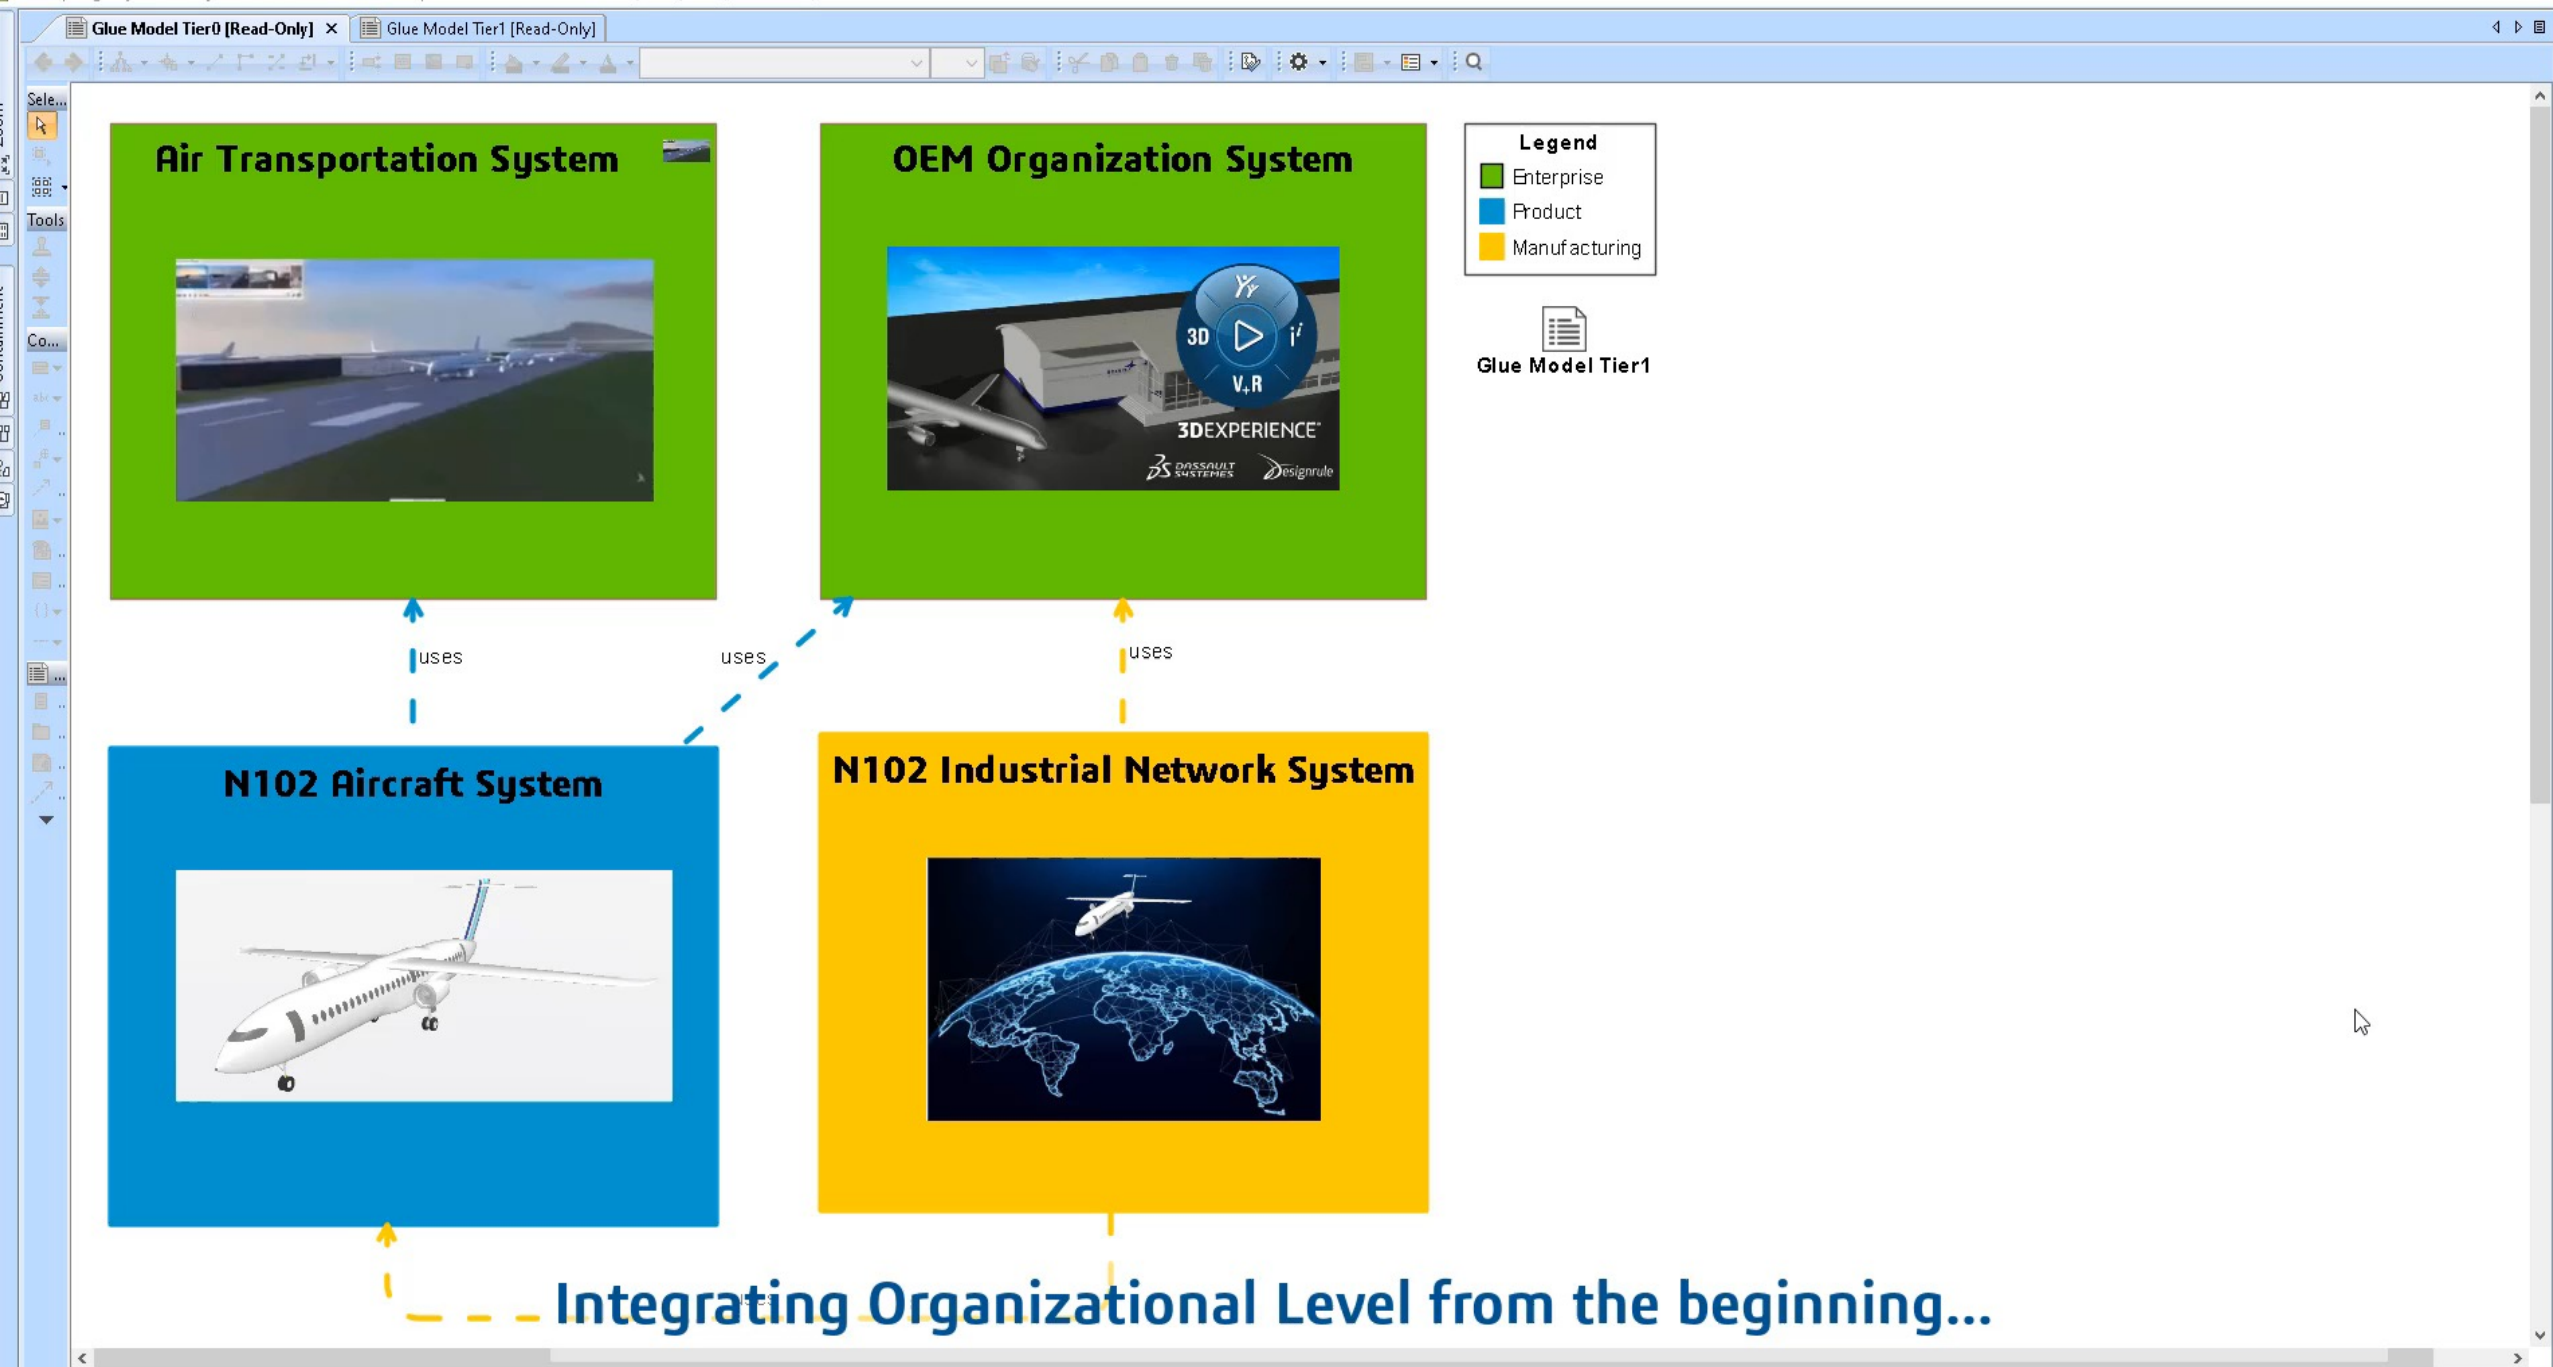 Glue Model Tier0 [Read-Only]
Glue Model Tier1 [Read-Only]
Sele...
Tools
Co...
Air Transportation System
OEM Organization System
3D
V+R
3DEXPERIENCE
DASSAULT SYSTEMES
Designrule
Legend
Enterprise
Product
Manufacturing
Glue Model Tier1
uses
uses
uses
N102 Aircraft System
N102 Industrial Network System
Integrating Organizational Level from the beginning...